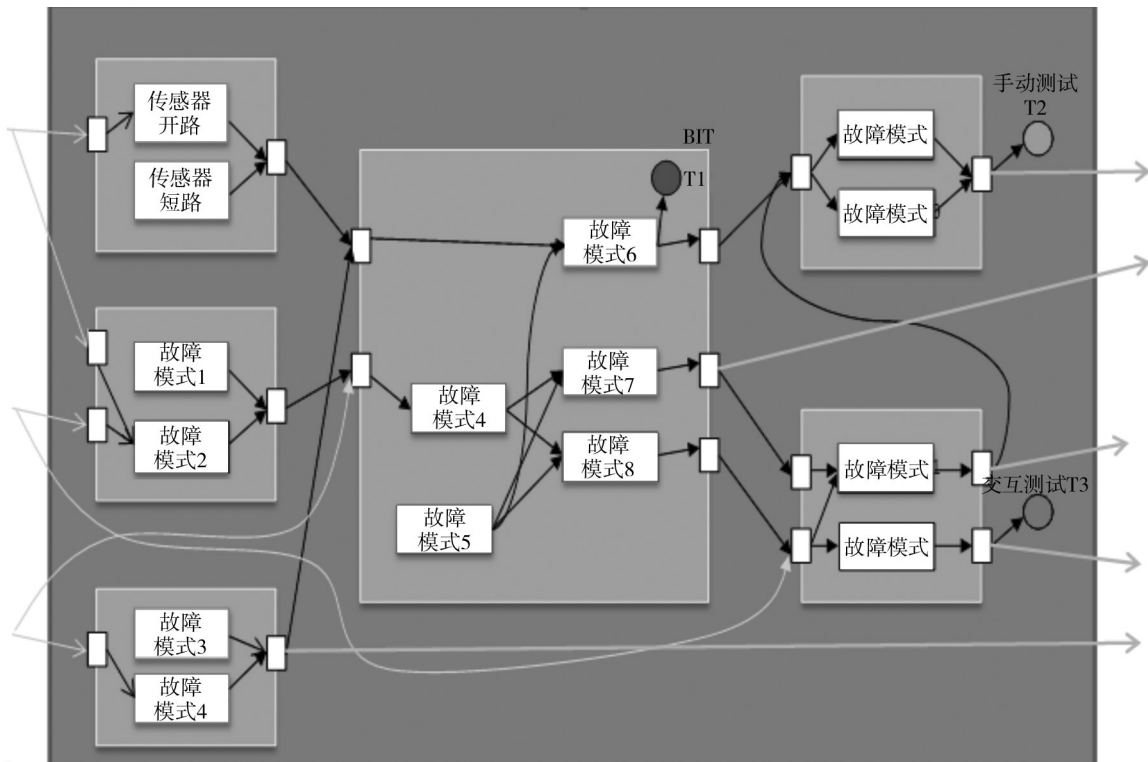 传感器
开路
传感器
短路
故障
模式1
故障
模式2
故障
模式3
故障
模式4
BIT
T1
故障
模式6
故障
模式7
故障
模式4
故障
模式8
故障
模式5
手动测试
T2
故障模式
故障模式
故障模式
交互测试T3
故障模式